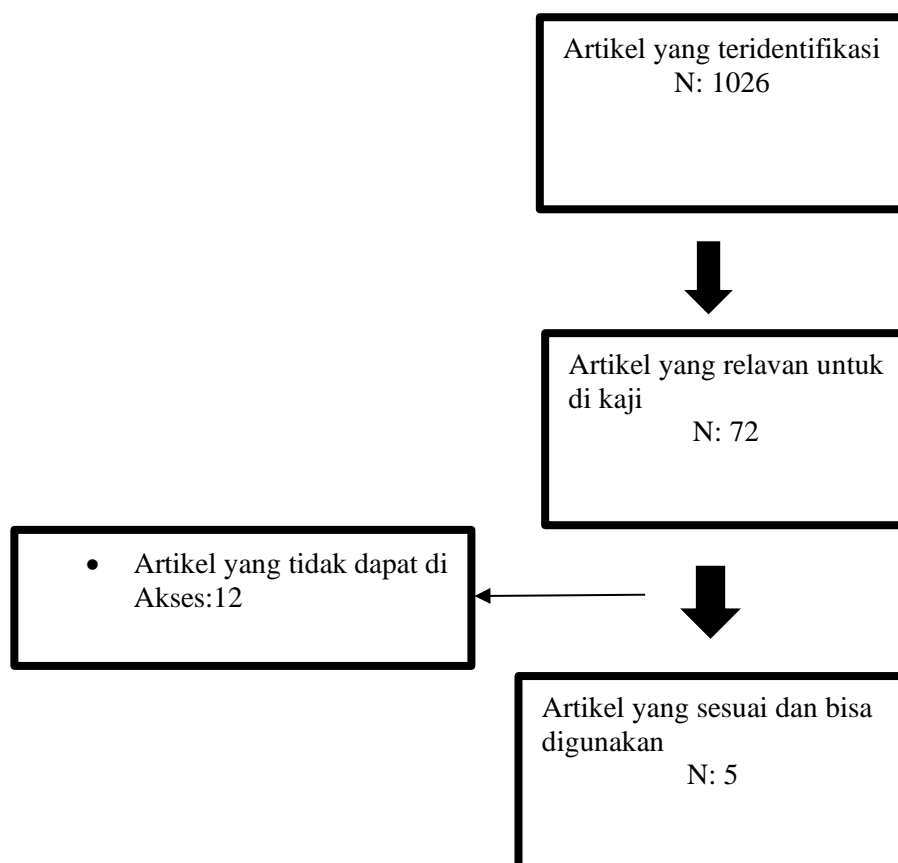 Artikel yang teridentifikasi
N: 1026
Artikel yang relavan untuk
di kaji
N: 72
• Artikel yang tidak dapat di
Akses:12
Artikel yang sesuai dan bisa
digunakan
N: 5